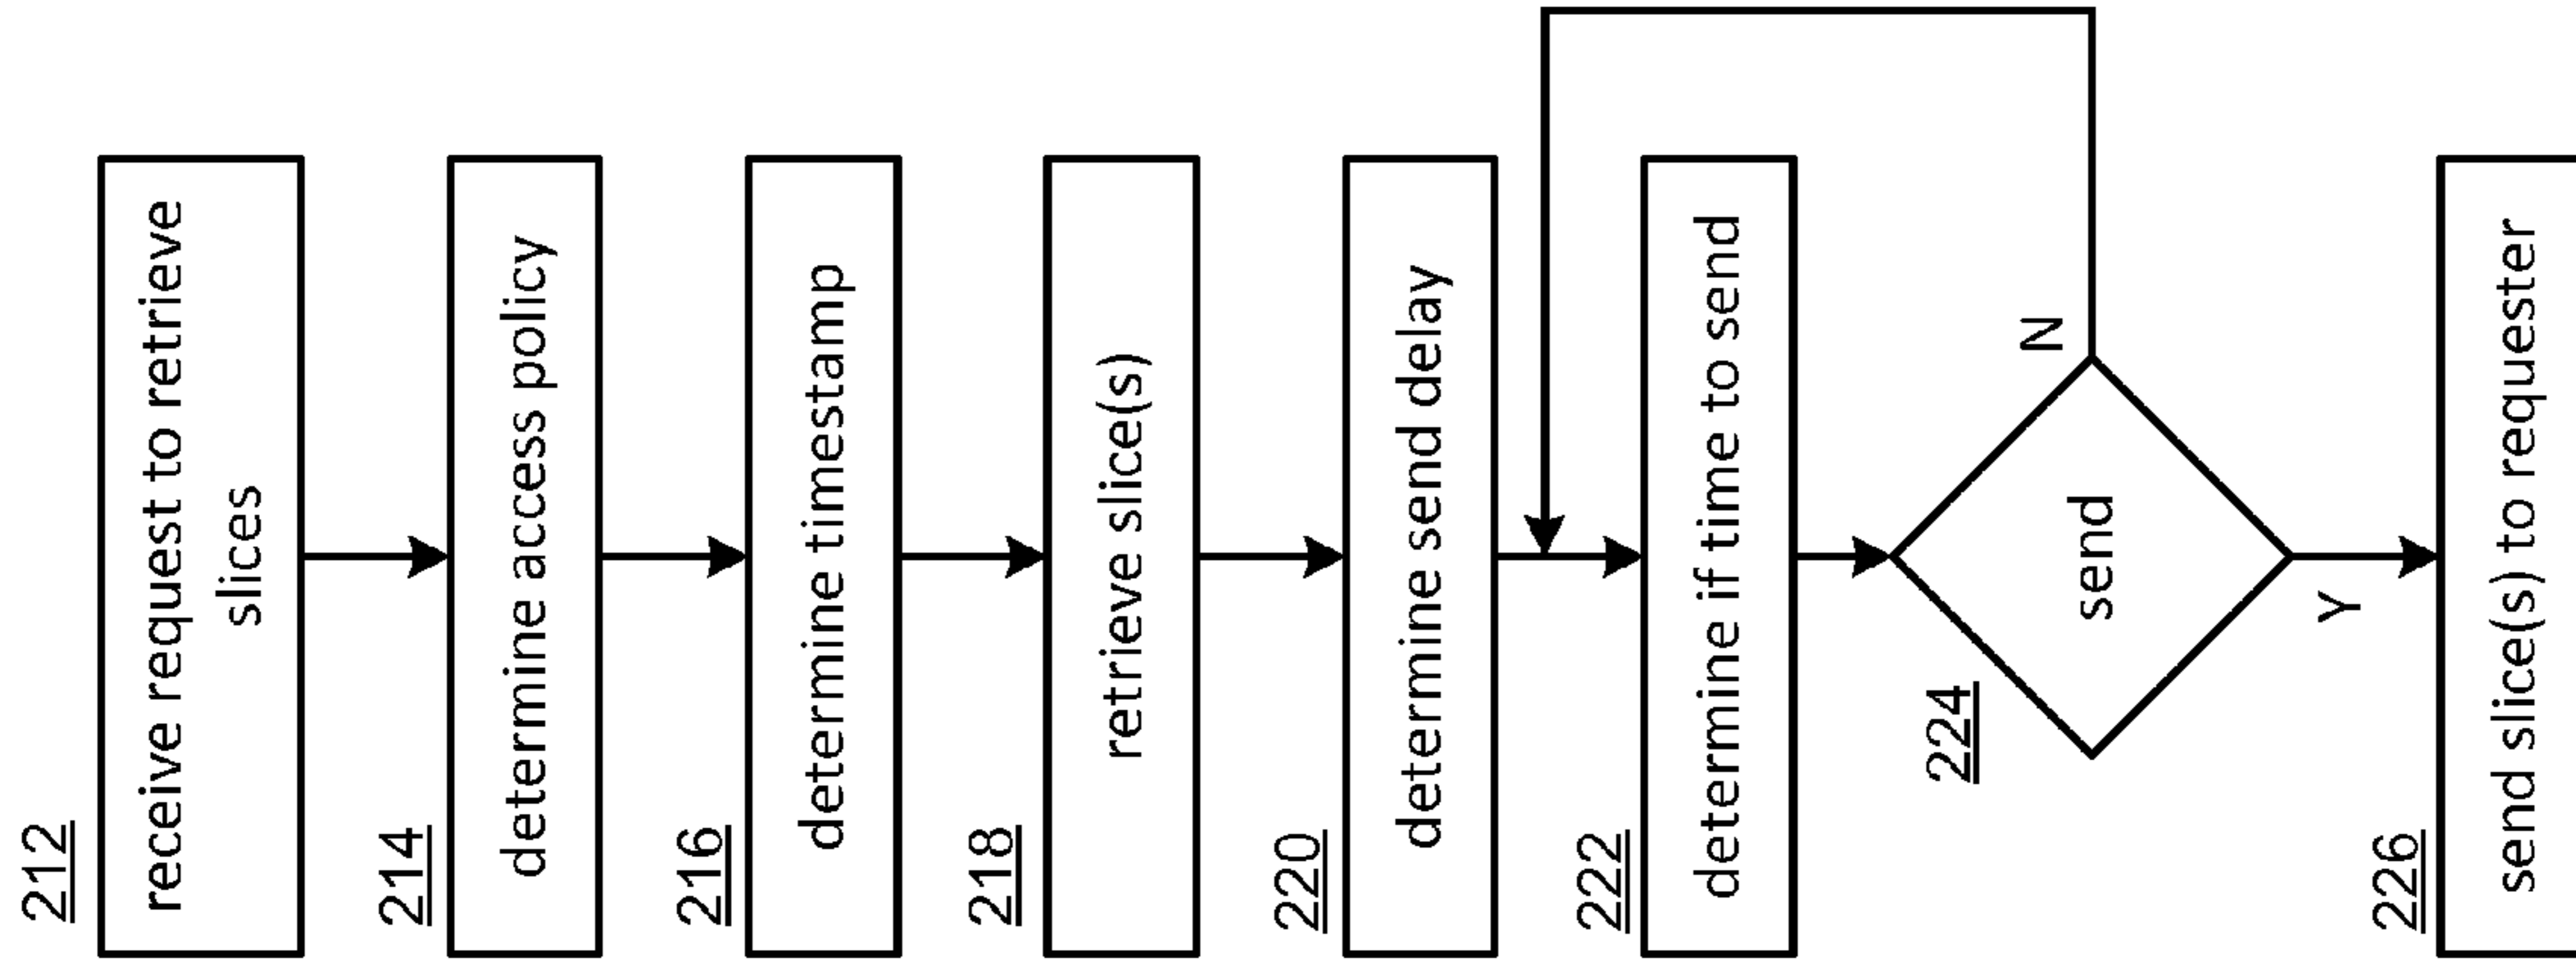 212
receive request to retrieve
slices
214
determine access policy
216
determine timestamp
218
retrieve slice(s)
220
determine send delay
222
determine if time to send
224
send
N
Y
226
send slice(s) to requester